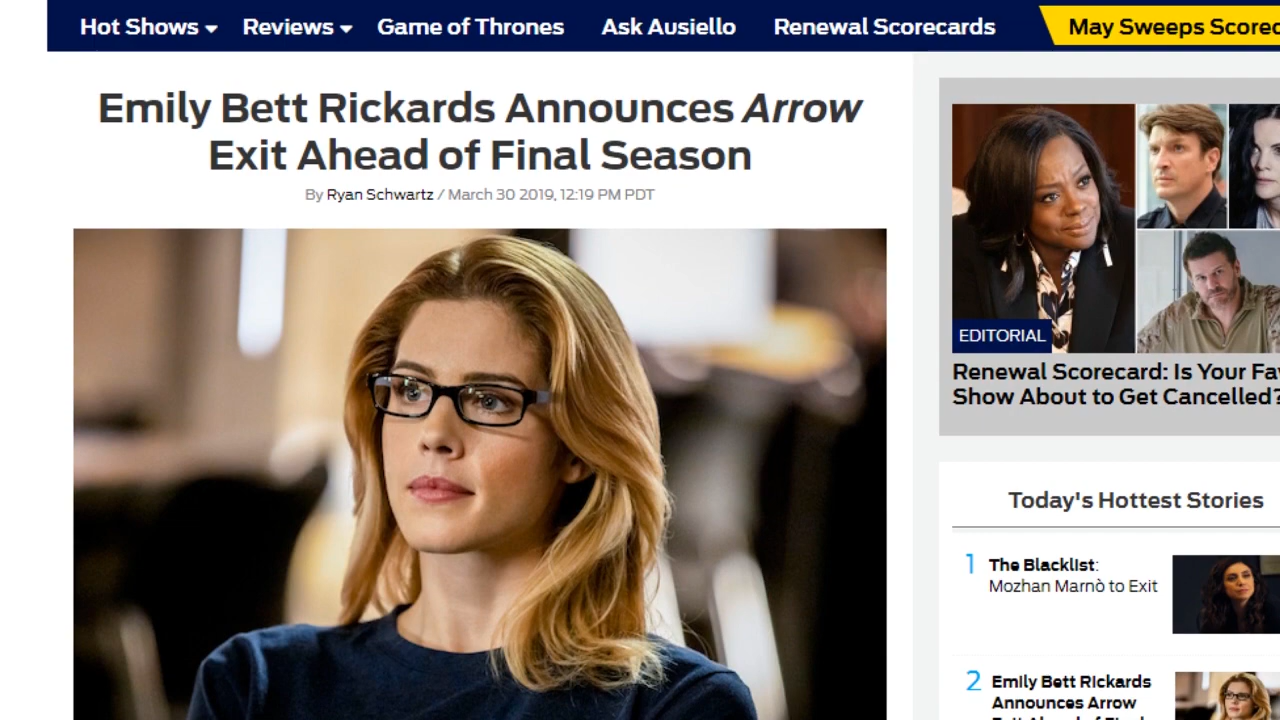 Hot Shows Reviews Game of Thrones Ask Ausiello Renewal Scorecards May Sweeps
Emily Bett Rickards Announces Arrow
Exit Ahead of Final Season
By Ryan Schwartz / March 30 2019, 12:19 PM PDT
EDITORIAL
Renewal Scorecard: Is Your
Show About to Get Cancelled?
Today's Hottest Stories
1 The Blacklist:
Mozhan Marnò to Exit
2 Emily Bett Rickards
Announces Arrow